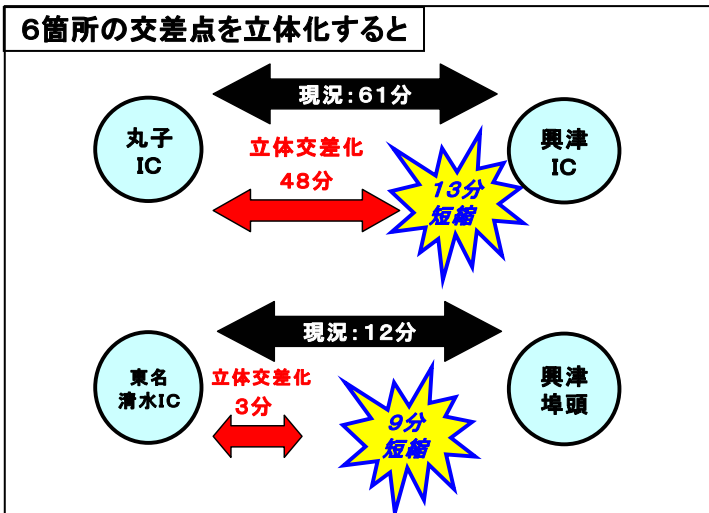 6箇所の交差点を立体化すると
現況:61分
丸子
IC
立体交差化
48分
13分
短縮
興津
IC
現況:12分
東名
清水IC
立体交差化
3分
9分
短縮
興津
埠頭